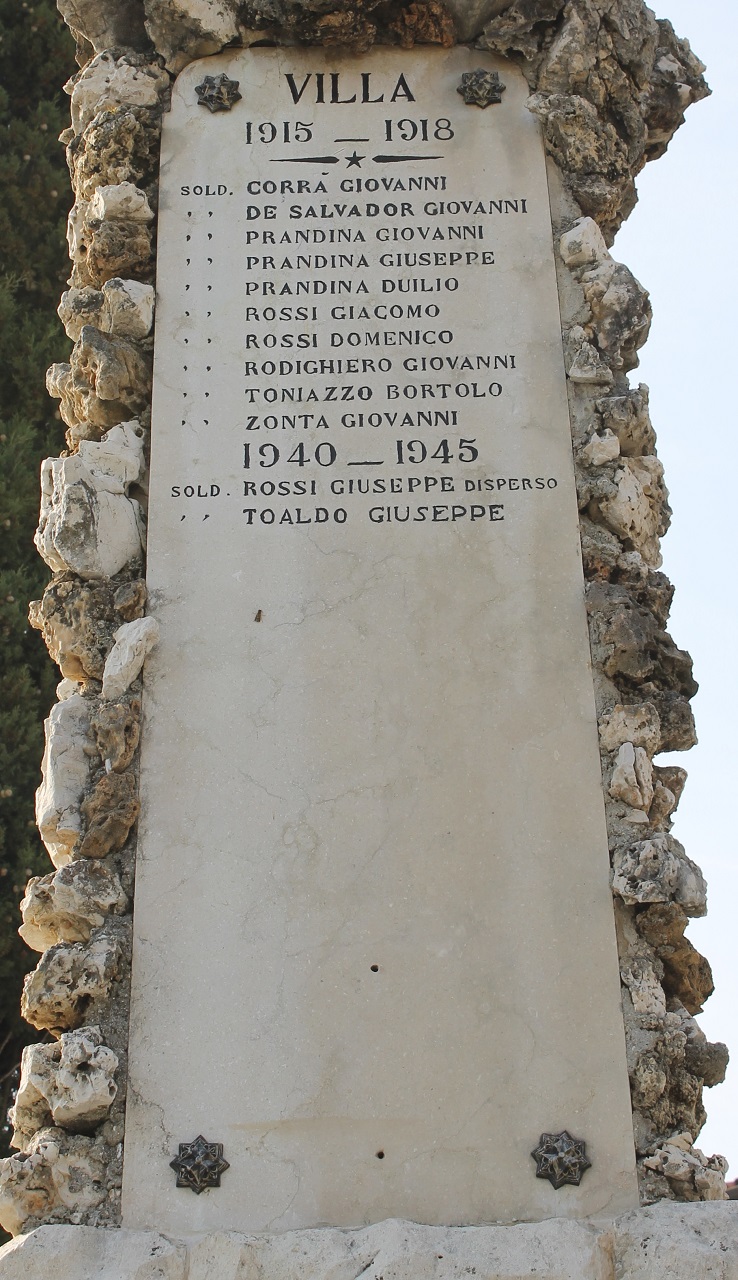 VILLA
1915 — 1918
SOLD. CORRÀ GIOVANNI
,, DE SALVADOR GIOVANNI
,, PRANDINA GIOVANNI
,, PRANDINA GIUSEPPE
,, PRANDINA DUILIO
,, ROSSI GIACOMO
,, ROSSI DOMENICO
,, RODIGHIERO GIOVANNI
,, TONIAZZO BORTOLO
,, ZONTA GIOVANNI
1940 — 1945
SOLD. ROSSI GIUSEPPE DISPERSO
,, TOALDO GIUSEPPE